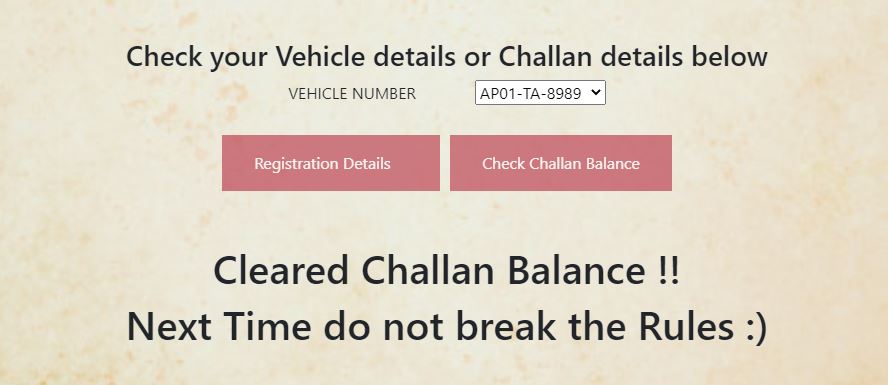 Check your Vehicle details or Challan details below
VEHICLE NUMBER AP01-TA-8989
Registration Details Check Challan Balance
Cleared Challan Balance !!
Next Time do not break the Rules :)